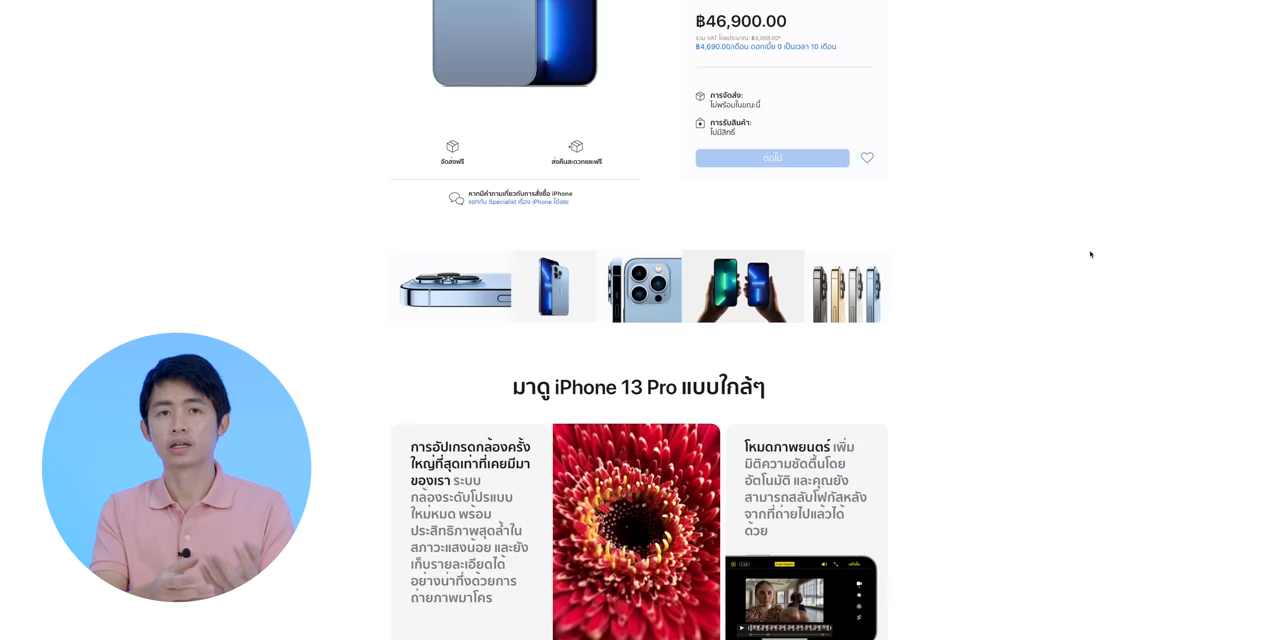 ฿46,900.00
รวม VAT โดยประมาณ: ฿3,068.00*
฿4,690.00/เดือน ดอกเบี้ย 0 เป็นเวลา 10 เดือน
การจัดส่ง:
ไม่พร้อมในขณะนี้
การรับสินค้า:
ไม่มีสิทธิ์
ต่อไป
จัดส่งฟรี
ส่งคืนสะดวกและฟรี
หากมีคำถามเกี่ยวกับการสั่งซื้อ iPhone
แชทกับ Specialist เรื่อง iPhone ได้เลย
มาดู iPhone 13 Pro แบบใกล้ๆ
การอัปเกรดกล้องครั้ง
ใหญ่ที่สุดเท่าที่เคยมีมา
ของเรา ระบบ
กล้องระดับโปรแบบ
ใหม่หมด พร้อม
ประสิทธิภาพสุดล้ำใน
สภาวะแสงน้อย และยัง
เก็บรายละเอียดได้
อย่างน่าทึ่งด้วยการ
ถ่ายภาพมาโคร
โหมดภาพยนตร์ เพิ่ม
มิติความชัดตื้นโดย
อัตโนมัติ และคุณยัง
สามารถสลับโฟกัสหลัง
จากที่ถ่ายไปแล้วได้
ด้วย